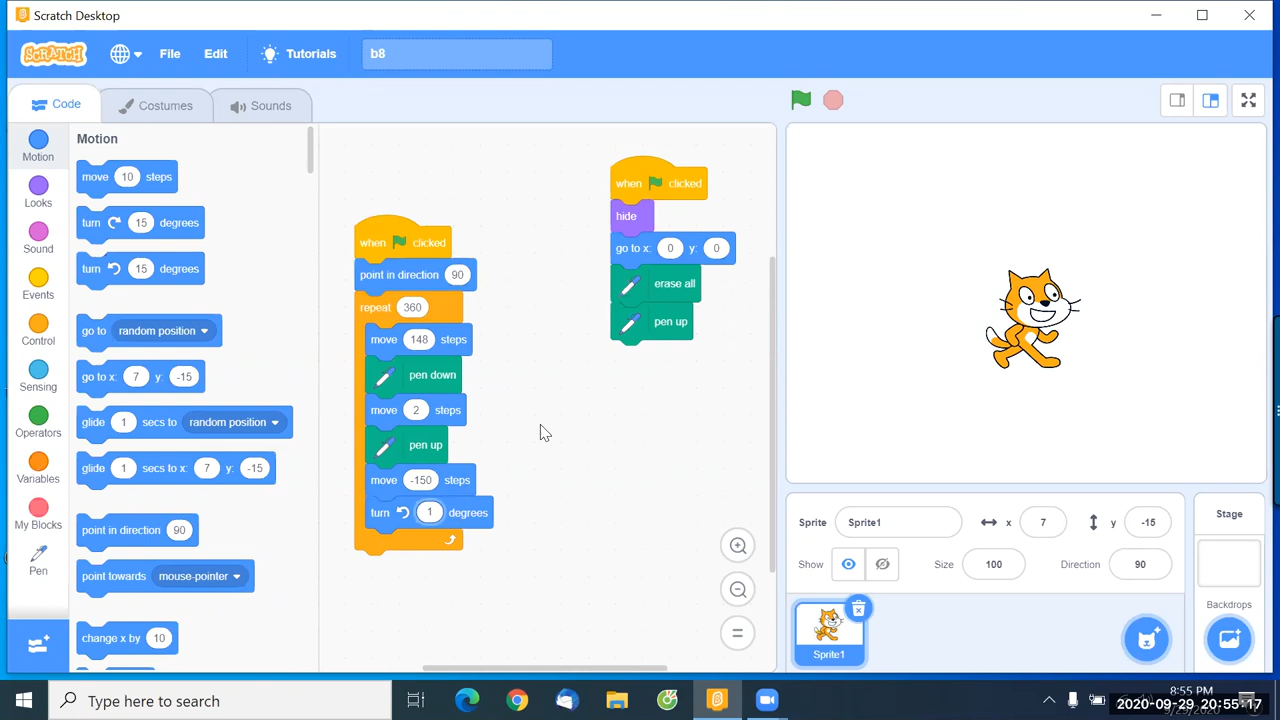 Scratch Desktop
SCRATCH File Edit Tutorials b8
Code Costumes Sounds
Motion
Looks
Sound
Events
Control
Sensing
Operators
Variables
My Blocks
Pen
Motion
move 10 steps
turn 15 degrees
turn 15 degrees
go to random position
go to x: 7 y: -15
glide 1 secs to random position
glide 1 secs to x: 7 y: -15
point in direction 90
point towards mouse-pointer
change x by 10
when clicked
point in direction 90
repeat 360
move 148 steps
pen down
move 2 steps
pen up
move -150 steps
turn 1 degrees
when clicked
hide
go to x: 0 y: 0
erase all
pen up
Sprite Sprite1 x 7 y -15
Show Size 100 Direction 90
Sprite1
Stage
Backdrops
Type here to search
8:55 PM
2020-09-29 20:55:17